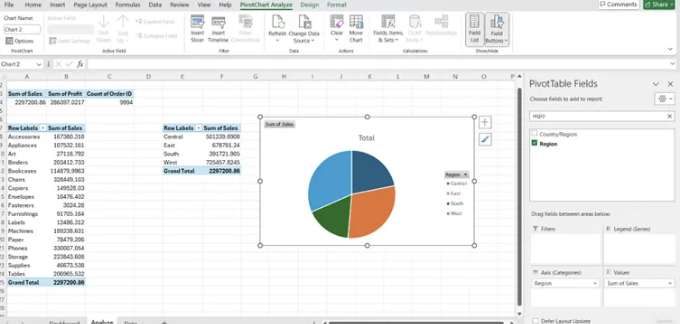 File Home Insert Page Layout Formulas Data Review View Automate Help PivotChart Analyze Design Format
Comments Share
Chart Name:
Chart 2
Options
PivotChart
Active Field:
Field Settings
Drill Down
Drill Up
Expand Field
Collapse Field
Active Field
Insert Slicer
Insert Timeline
Filter Connections
Filter
Refresh
Change Data Source
Data
Clear
Move Chart
Actions
Fields, Items, & Sets
OLAP Tools
Relationships
Calculations
Field List
Field Buttons
Show/Hide
Chart 2
fx
A B C D E F G H I J K L M N O P
Sum of Sales Sum of Profit Count of Order ID
2297200.86 286397.0217 9994
Row Labels Sum of Sales
Accessories 167380.318
Appliances 107532.161
Art 27118.792
Binders 203412.733
Bookcases 114879.9963
Chairs 328449.103
Copiers 149528.03
Envelopes 16476.402
Fasteners 3024.28
Furnishings 91705.164
Labels 12486.312
Machines 189238.631
Paper 78479.206
Phones 330007.054
Storage 223843.608
Supplies 46673.538
Tables 206965.532
Grand Total 2297200.86
Row Labels Sum of Sales
Central 501239.8908
East 678781.24
South 391721.905
West 725457.8245
Grand Total 2297200.86
Sum of Sales
Total
Region
Central
East
South
West
PivotTable Fields
Choose fields to add to report:
regio
Country/Region
Region
Drag fields between areas below:
Filters
Legend (Series)
Axis (Categories)
Values
Region
Sum of Sales
Defer Layout Update
Update
Dashboard Analyze Data